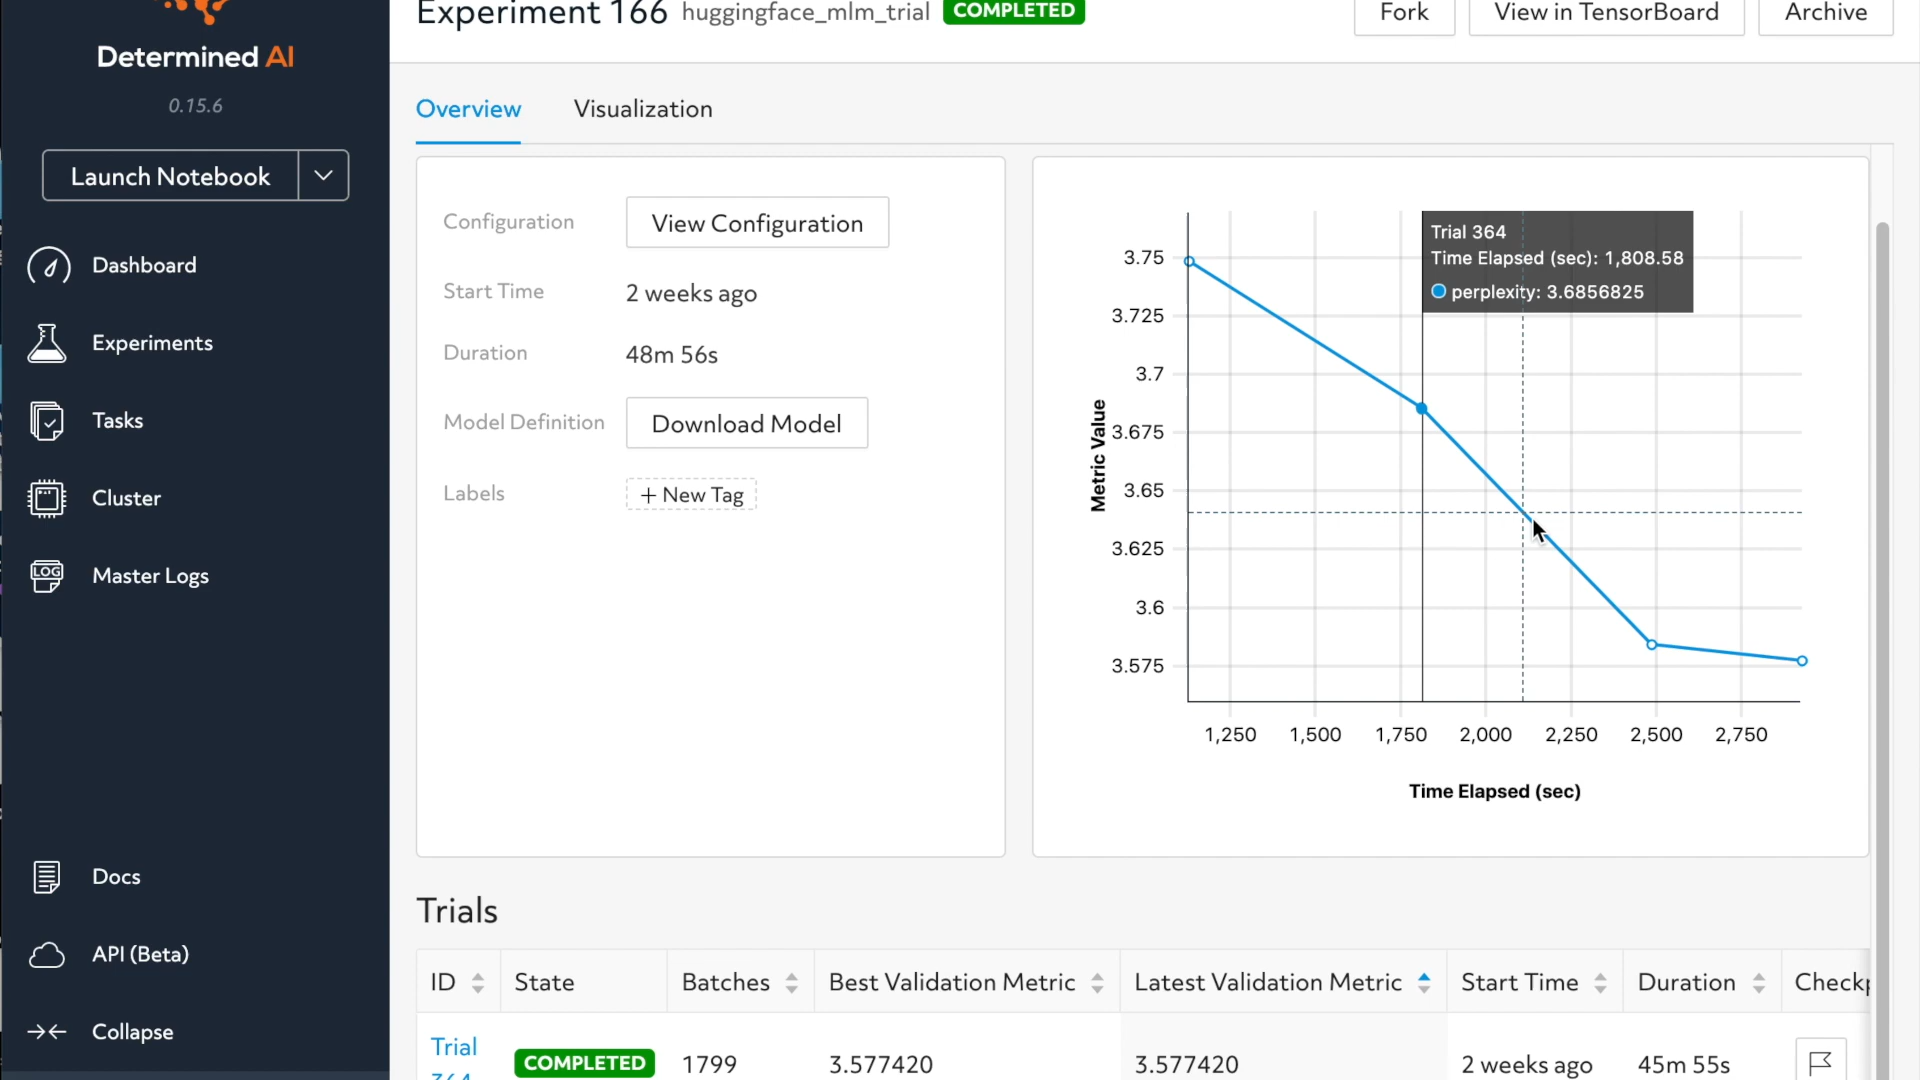 Determined AI
0.15.6
Launch Notebook
Dashboard
Experiments
Tasks
Cluster
LOG
Master Logs
Docs
API (Beta)
Collapse
Experiment 166 huggingface_mlm_trial COMPLETED
Fork
View in TensorBoard
Archive
Overview
Visualization
Configuration
View Configuration
Start Time
2 weeks ago
Duration
48m 56s
Model Definition
Download Model
Labels
+ New Tag
Trial 364
Time Elapsed (sec): 1,808.58
perplexity: 3.6856825
Metric Value
3.75
3.725
3.7
3.675
3.65
3.625
3.6
3.575
1,250 1,500 1,750 2,000 2,250 2,500 2,750
Time Elapsed (sec)
Trials
ID State Batches Best Validation Metric Latest Validation Metric Start Time Duration
Trial
364
COMPLETED 1799 3.577420 3.577420 2 weeks ago 45m 55s